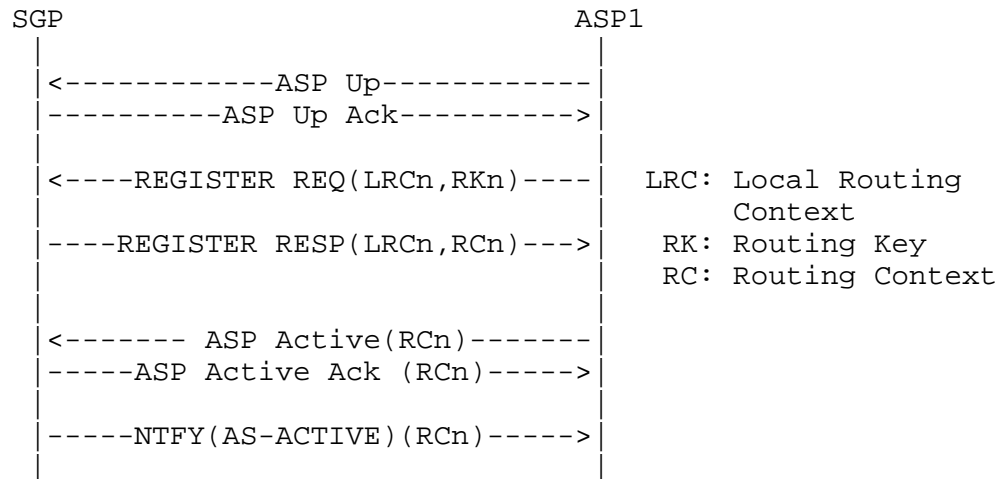 SGP                             ASP1
 |                               |
 |<------------ASP Up------------|
 |----------ASP Up Ack---------->|
 |                               |
 |<----REGISTER REQ(LRCn,RKn)----|  LRC: Local Routing
 |                               |       Context
 |----REGISTER RESP(LRCn,RCn)--->|   RK: Routing Key
 |                               |   RC: Routing Context
 |                               |
 |<------- ASP Active(RCn)-------|
 |-----ASP Active Ack (RCn)----->|
 |                               |
 |-----NTFY(AS-ACTIVE)(RCn)----->|
 |                               |